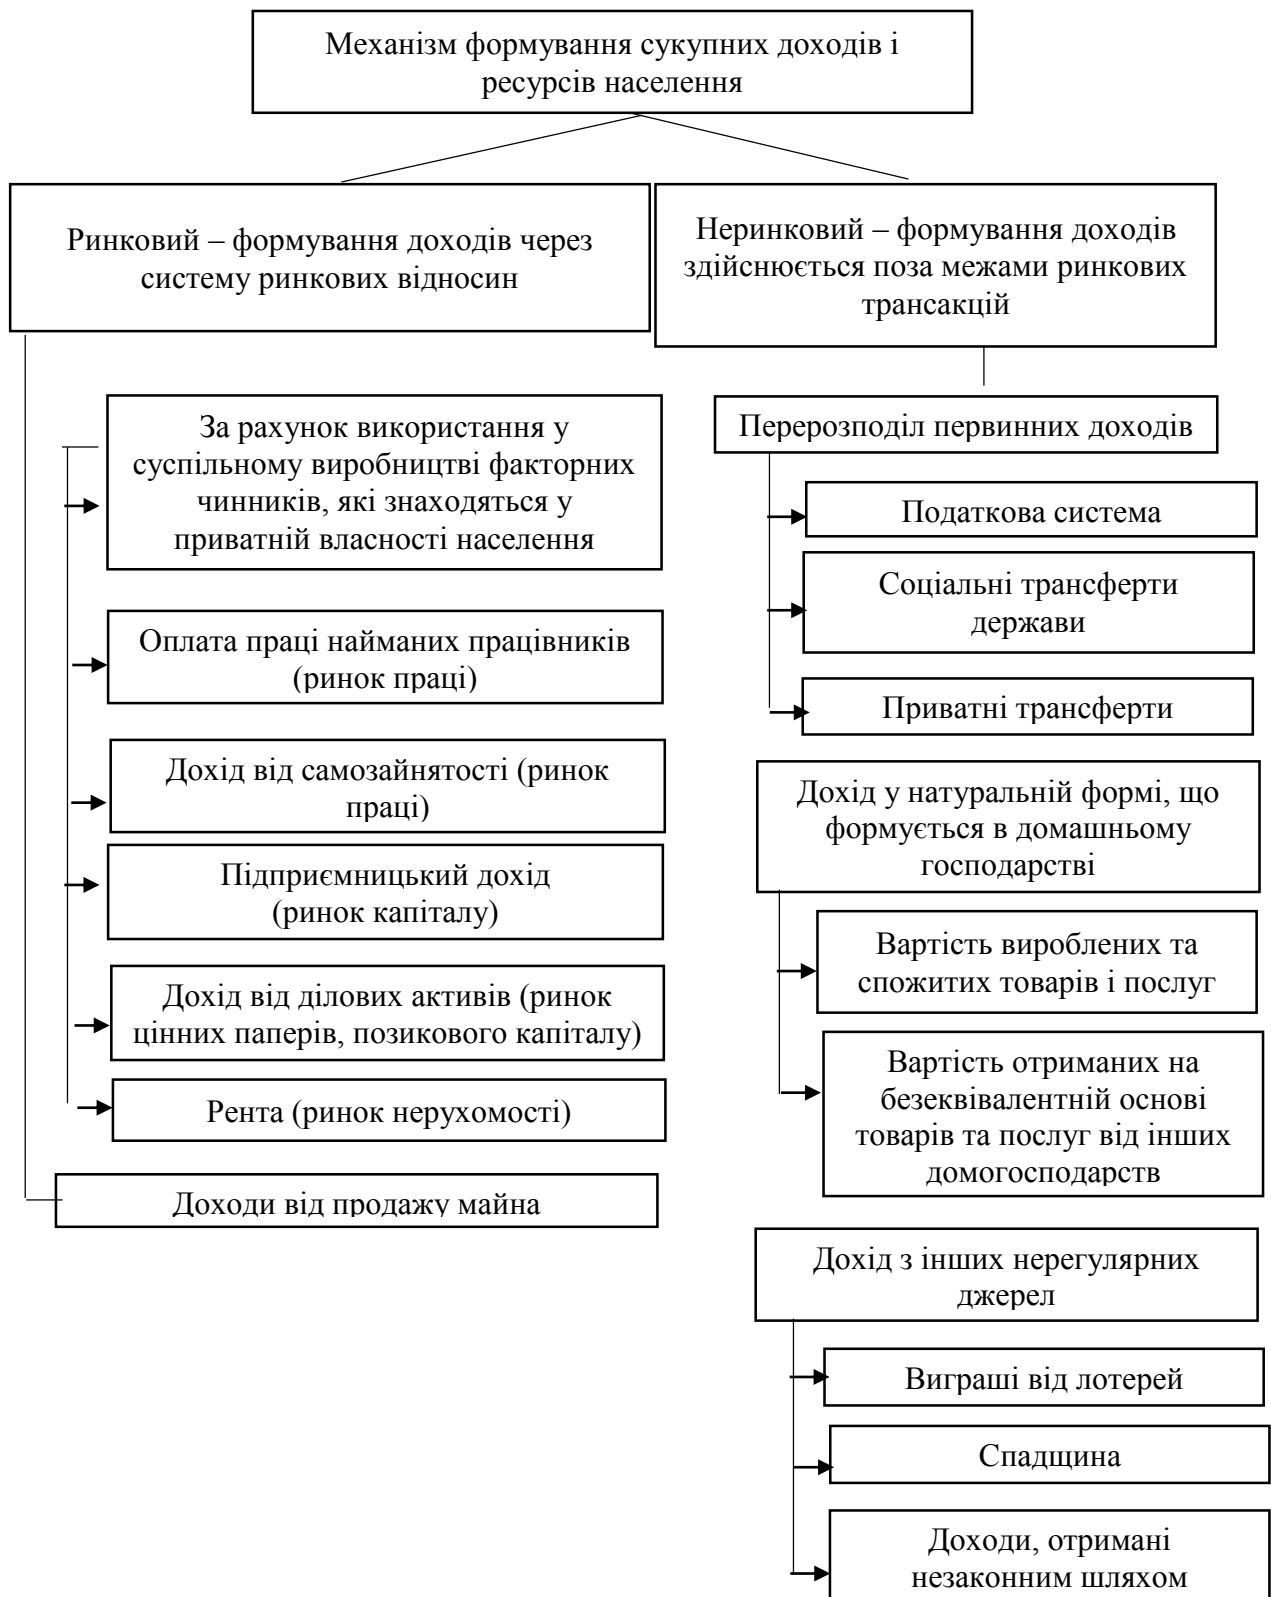 Механізм формування сукупних доходів і
ресурсів населення
Ринковий – формування доходів через
систему ринкових відносин
Неринковий – формування доходів
здійснюється поза межами ринкових
трансакцій
За рахунок використання у
суспільному виробництві факторних
чинників, які знаходяться у
приватній власності населення
Оплата праці найманих працівників
(ринок праці)
Дохід від самозайнятості (ринок
праці)
Підприємницький дохід
(ринок капіталу)
Дохід від ділових активів (ринок
цінних паперів, позикового капіталу)
Рента (ринок нерухомості)
Доходи від продажу майна
Перерозподіл первинних доходів
Податкова система
Соціальні трансферти
держави
Приватні трансферти
Дохід у натуральній формі, що
формується в домашньому
господарстві
Вартість вироблених та
спожитих товарів і послуг
Вартість отриманих на
безеквівалентній основі
товарів та послуг від інших
домогосподарств
Дохід з інших нерегулярних
джерел
Виграші від лотерей
Спадщина
Доходи, отримані
незаконним шляхом